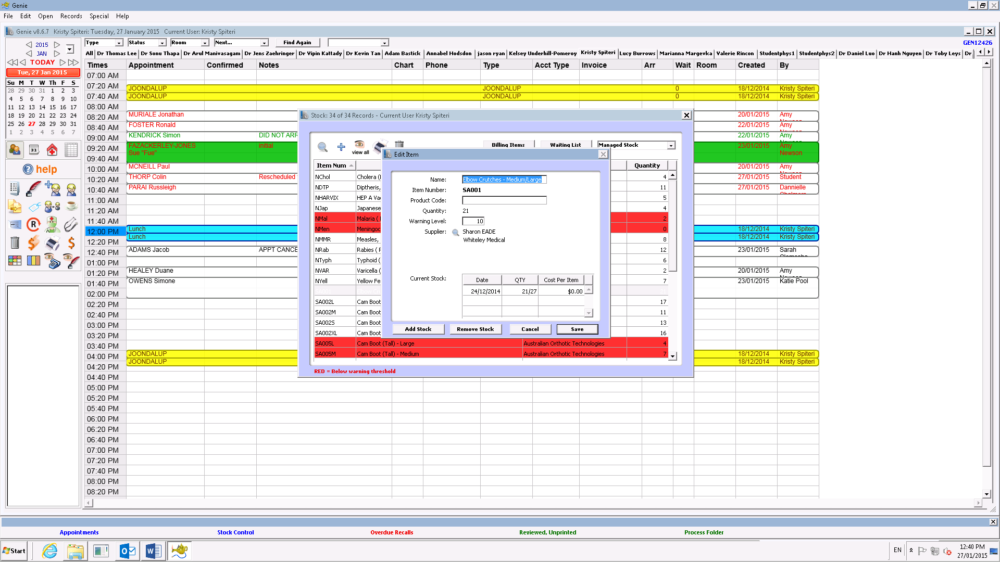 Genie
File Edit Open Records Special Help
Genie v8.6.7 Kristy Spiteri: Tuesday, 27 January 2015 Current User: Kristy Spiteri
2015
JAN
TODAY
Tue, 27 Jan 2015
Su M T W Th F S
28 29 30 31 1 2 3
4 5 6 7 8 9 10
11 12 13 14 15 16 17
18 19 20 21 22 23 24
25 26 27 28 29 30 31
1 2 3 4 5 6 7
31
help
Type Status Room Next... Find Again GEN12426
All Dr Thomas Lee Dr Sonu Thapa Dr Arul Manivasagam Dr Jens Zaehringer Dr Vipin Kattady Dr Kevin Tan Adam Bastick Annabel Hodsdon jason ryan Kelsey Underhill-Pomeroy Kristy Spiteri Lucy Burrows Marianna Margevka Valerie Rincon Studentphys1 Studentphys2 Dr Daniel Luo Dr Hanh Nguyen Dr Toby Leys Dr
Times Appointment Confirmed Notes Chart Phone Type Acct Type Invoice Arr Wait Room Created By
07:00 AM
07:20 AM JOONDALUP JOONDALUP 0 18/12/2014 Kristy Spiteri
07:40 AM JOONDALUP JOONDALUP 0 18/12/2014 Kristy Spiteri
08:00 AM
08:20 AM MURIALE Jonathan 20/01/2015 Amy
08:40 AM FOSTER Ronald 22/01/2015 Amy
09:00 AM KENDRICK Simon DID NOT ARR 22/01/2015 Amy
09:20 AM FAZACKERLEY-JONES initial 23/01/2015 Amy
Sue "Fue" Newson
09:40 AM
10:00 AM MCNEILL Paul 20/01/2015 Amy
10:20 AM THORP Colin Rescheduled 27/01/2015 Student
10:40 AM PARAI Russleigh 27/01/2015 Dannielle
11:00 AM
11:20 AM
11:40 AM
12:00 PM Lunch 18/12/2014 Kristy Spiteri
Lunch 18/12/2014 Kristy Spiteri
12:20 PM
12:40 PM ADAMS Jacob APPT CANCE 23/01/2015 Sarah
01:00 PM
01:20 PM HEALEY Duane 20/01/2015 Amy
01:40 PM OWENS Simone 23/01/2015 Katie Pool
02:00 PM
02:20 PM
02:40 PM
03:00 PM
03:20 PM
03:40 PM
04:00 PM JOONDALUP 18/12/2014 Kristy Spiteri
JOONDALUP 18/12/2014 Kristy Spiteri
04:20 PM
04:40 PM
05:00 PM
05:20 PM
05:40 PM
06:00 PM
06:20 PM
06:40 PM
07:00 PM
07:20 PM
07:40 PM
08:00 PM
08:20 PM
Stock: 34 of 34 Records - Current User Kristy Spiteri
view all Billing Items Waiting List Managed Stock
Item Num Quantity
NChol Cholera ( 4
NDTP Diptheris, 11
NHARVIX HEP A Va 5
NJap Japanese 4
NMal Malaria ( 2
NMen Meningoc 0
NMMR Measles, 8
NRab Rabies ( 12
NTyph Typhoid ( 6
NVAR Varicella ( 2
NYell Yellow Fe 7
SA001 Elbow Cr 21
SA002L Cam Boot 17
SA002M Cam Boot 11
SA002S Cam Boot 13
SA002XL Cam Boot 16
SA005L Cam Boot (Tall) - Large Australian Orthotic Technologies 4
SA005M Cam Boot (Tall) - Medium Australian Orthotic Technologies 7
RED = Below warning threshold
Edit Item
Name: Elbow Crutches - Medium/Large
Item Number: SA001
Product Code:
Quantity: 21
Warning Level: 10
Supplier: Sharon EADE
Whiteley Medical
Current Stock: Date QTY Cost Per Item
24/12/2014 21/27 $0.00
Add Stock Remove Stock Cancel Save
Appointments Stock Control Overdue Recalls Reviewed, Unprinted Process Folder
Start EN 12:40 PM
27/01/2015